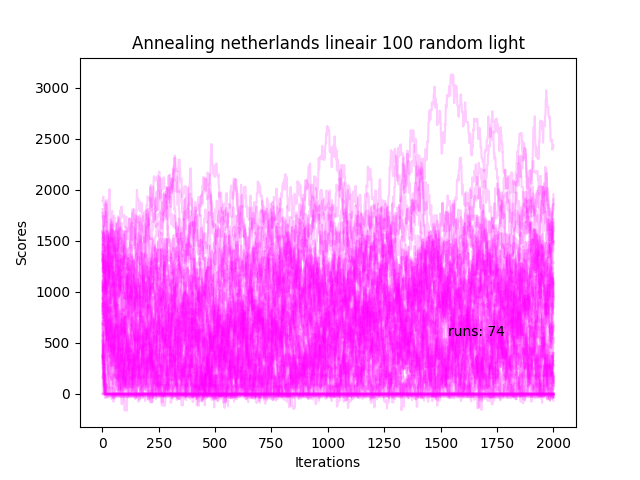 Annealing netherlands lineair 100 random light
Scores
3000
2500
2000
1500
1000
500
0
runs: 74
0 250 500 750 1000 1250 1500 1750 2000
Iterations